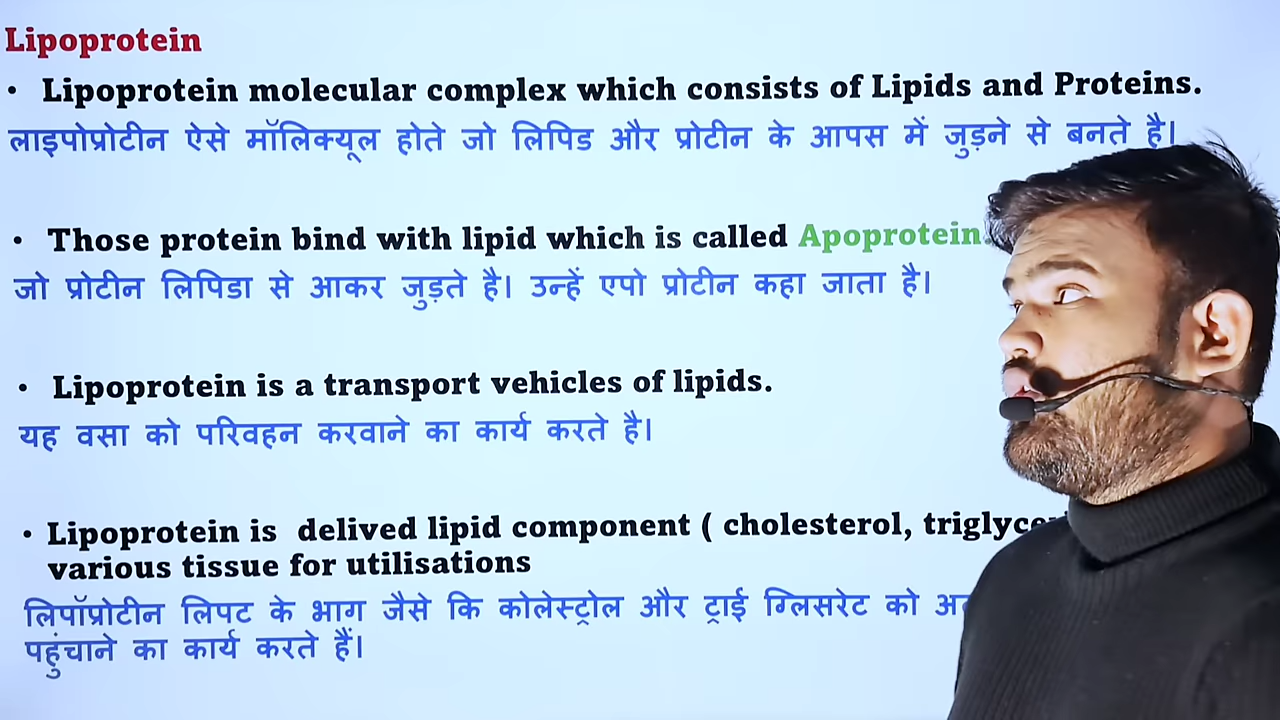 Lipoprotein
• Lipoprotein molecular complex which consists of Lipids and Proteins.
लाइपोप्रोटीन ऐसे मॉलिक्यूल होते जो लिपिड और प्रोटीन के आपस में जुड़ने से बनते है।
• Those protein bind with lipid which is called Apoprotein.
जो प्रोटीन लिपिडा से आकर जुड़ते है। उन्हें एपो प्रोटीन कहा जाता है।
• Lipoprotein is a transport vehicles of lipids.
यह वसा को परिवहन करवाने का कार्य करते है।
• Lipoprotein is delived lipid component ( cholesterol,
various tissue for utilisations
लिपॉप्रोटीन लिपट के भाग जैसे कि कोलेस्ट्रोल और ट्राई ग्लिसरेट को
पहुंचाने का कार्य करते हैं।